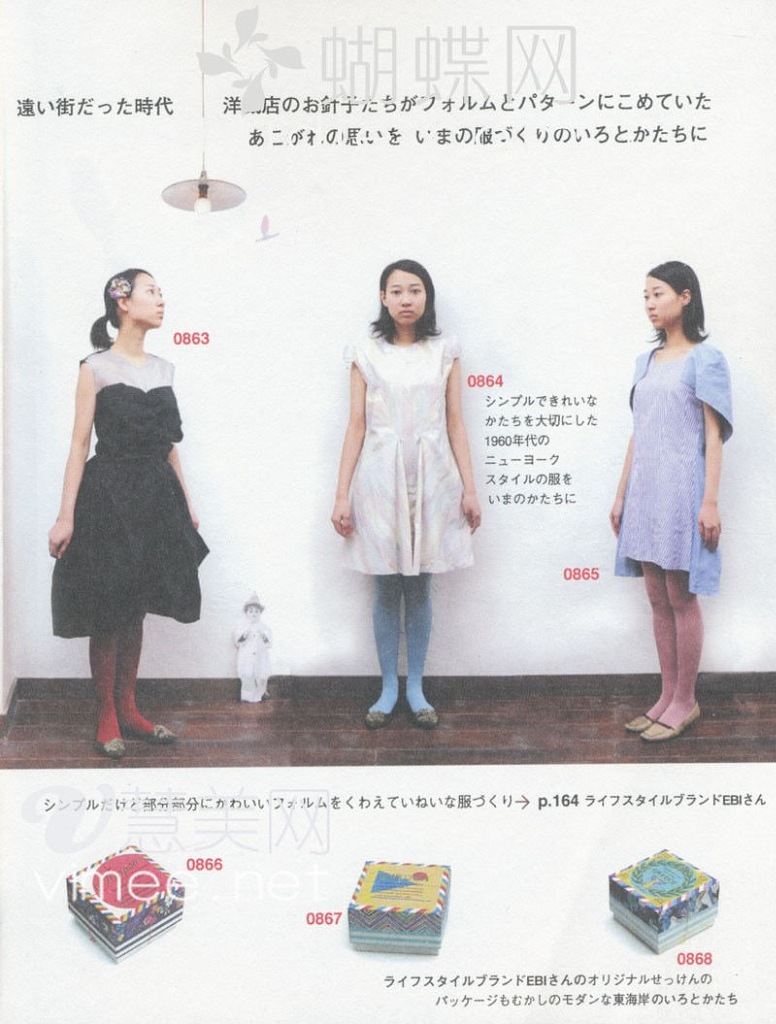 蝴蝶网
遠い街だった時代
洋 店のお針子たちがフォルムとパターンにこめていた
あこがれの思いを いまの服づくりのいろとかたちに
0863
0864
シンプルできれいな
かたちを大切にした
1960年代の
ニューヨーク
スタイルの服を
いまのかたちに
0865
シンプルだけど部分部分にかわいいフォルムをくわえていねいな服づくり→ p.164 ライフスタイルブランドEBIさん
慧美网
vimee.net
0866
0867
0868
ライフスタイルブランドEBIさんのオリジナルせっけんの
パッケージもむかしのモダンな東海岸のいろとかたち